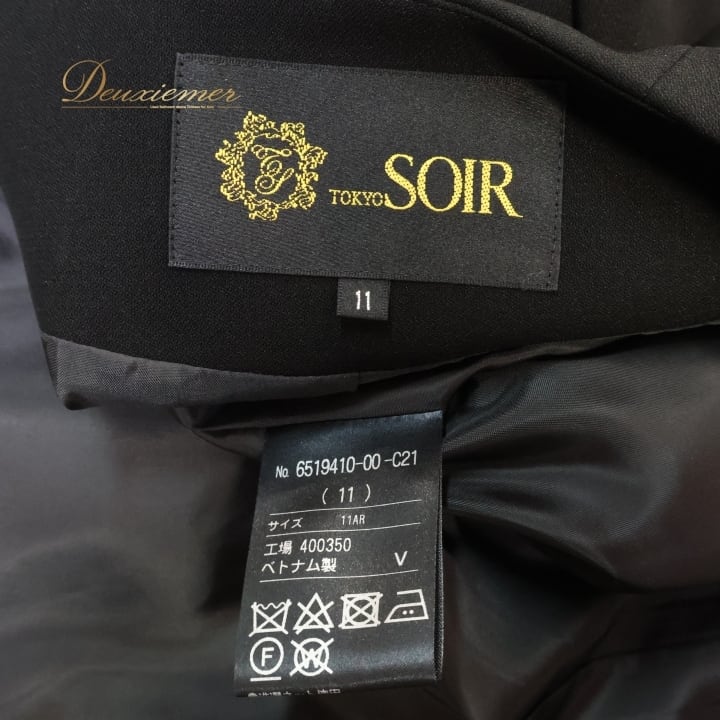 Deuxiemer
TOKYO SOIR
11
No. 6519410-00-C21
( 11 )
サイズ 11AR
工場 400350
ベトナム製 V
F W